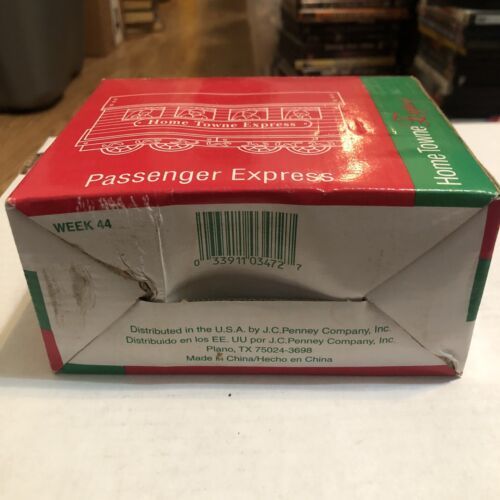 Home Towne Express
Passenger Express
Home Towne Express
WEEK 44
0 33911 03472 7
Distributed in the U.S.A. by J.C.Penney Company, Inc.
Distribuido en los EE. UU por J.C.Penney Company, Inc.
Plano, TX 75024-3698
Made in China/Hecho en China